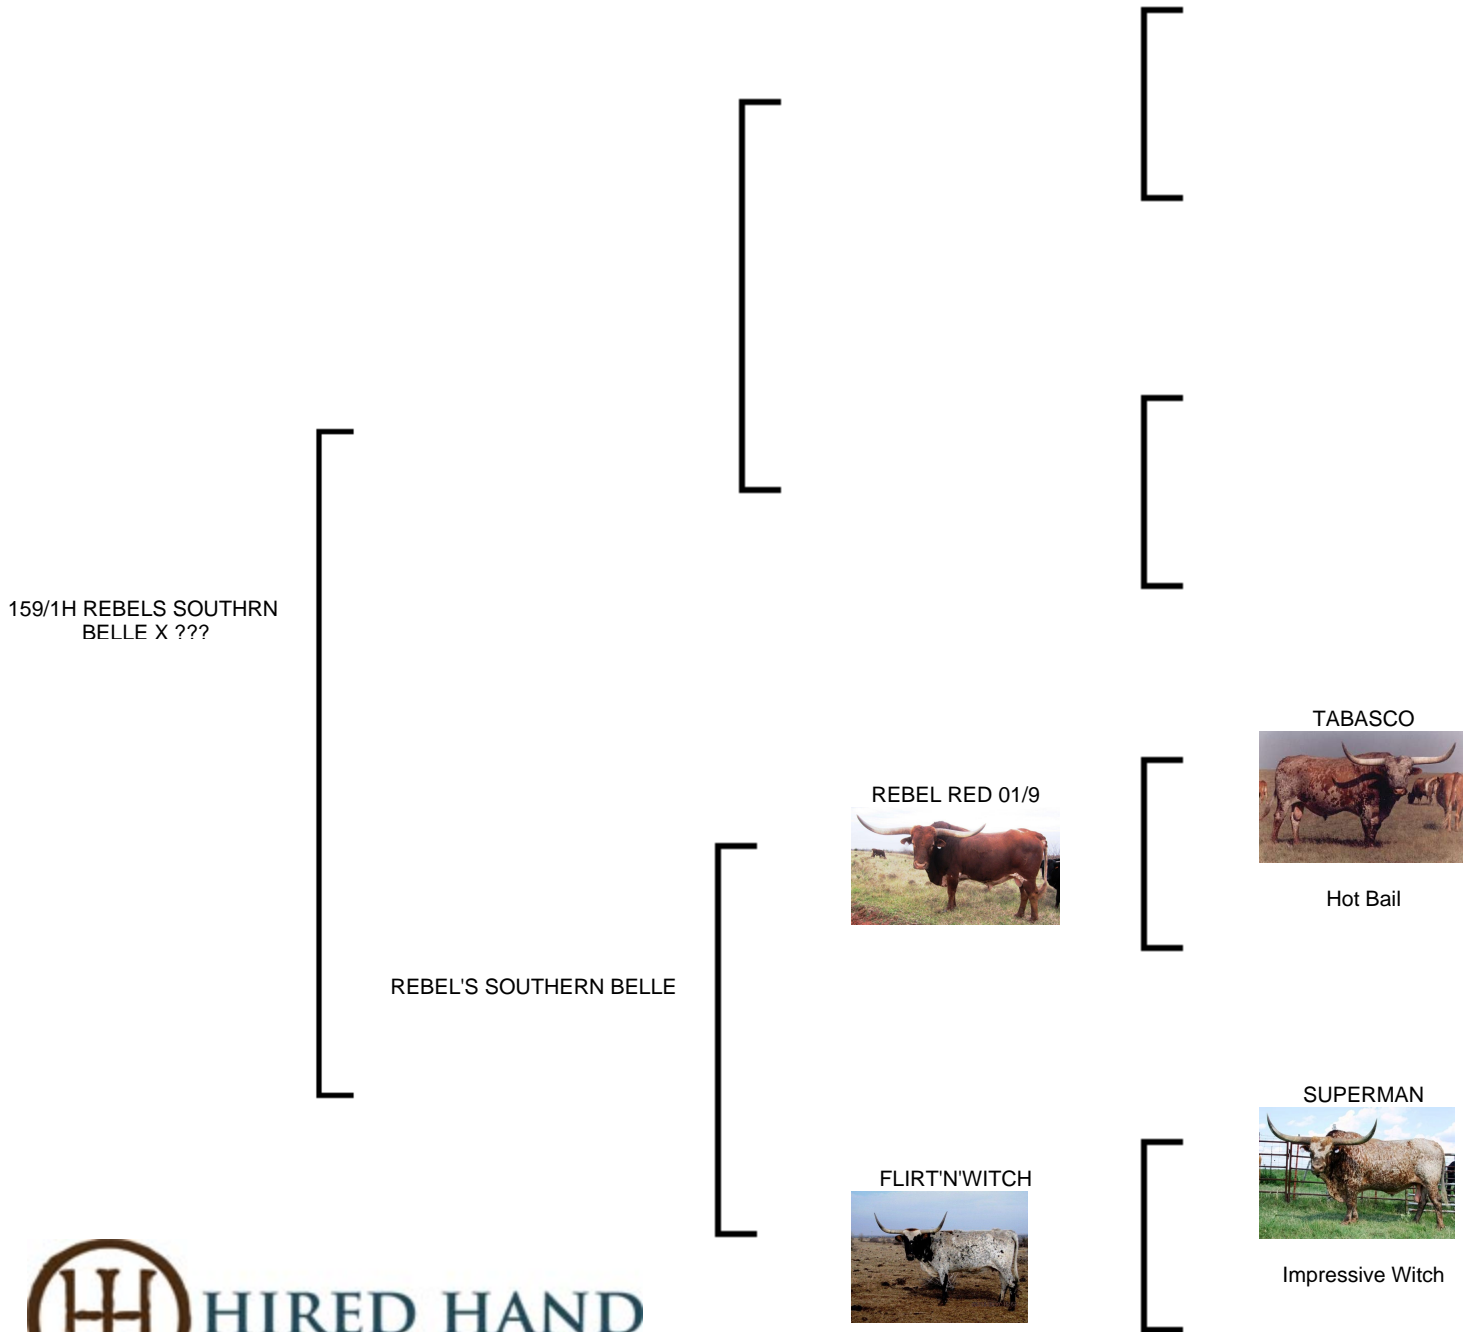 159/1H REBELS SOUTHRN
BELLE X ???
REBEL'S SOUTHERN BELLE
REBEL RED 01/9
FLIRT'N'WITCH
TABASCO
Hot Bail
SUPERMAN
Impressive Witch
HIRED HAND